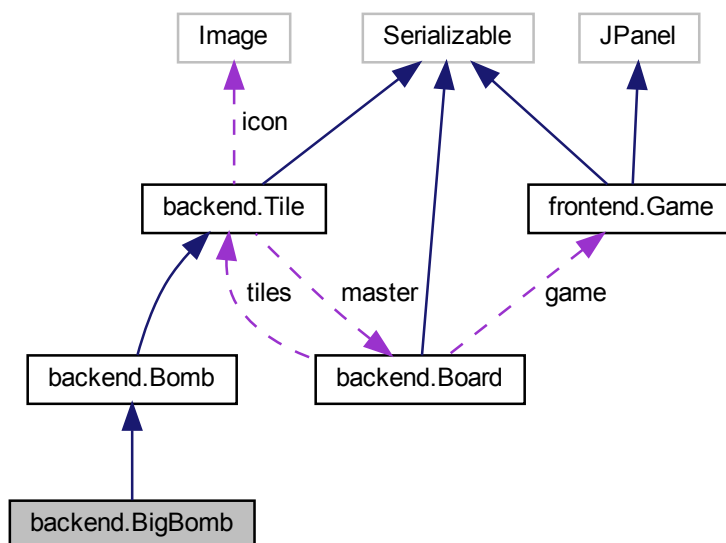 Image
Serializable
JPanel
icon
backend.Tile
frontend.Game
tiles
master
game
backend.Bomb
backend.Board
backend.BigBomb